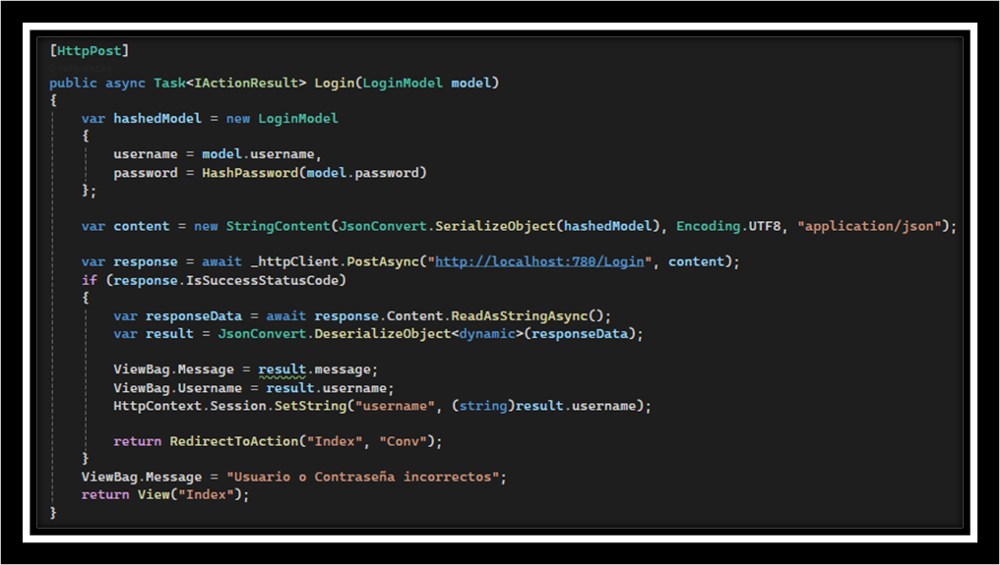 [HttpPost]
public async Task<IActionResult> Login(LoginModel model)
{
var hashedModel = new LoginModel
{
username = model.username,
password = HashPassword(model.password)
};
var content = new StringContent(JsonConvert.SerializeObject(hashedModel), Encoding.UTF8, "application/json");
var response = await _httpClient.PostAsync("http://localhost:780/Login", content);
if (response.IsSuccessStatusCode)
{
var responseData = await response.Content.ReadAsStringAsync();
var result = JsonConvert.DeserializeObject<dynamic>(responseData);
ViewBag.Message = result.message;
ViewBag.Username = result.username;
HttpContext.Session.SetString("username", (string)result.username);
return RedirectToAction("Index", "Conv");
}
ViewBag.Message = "Usuario o Contraseña incorrectos";
return View("Index");
}